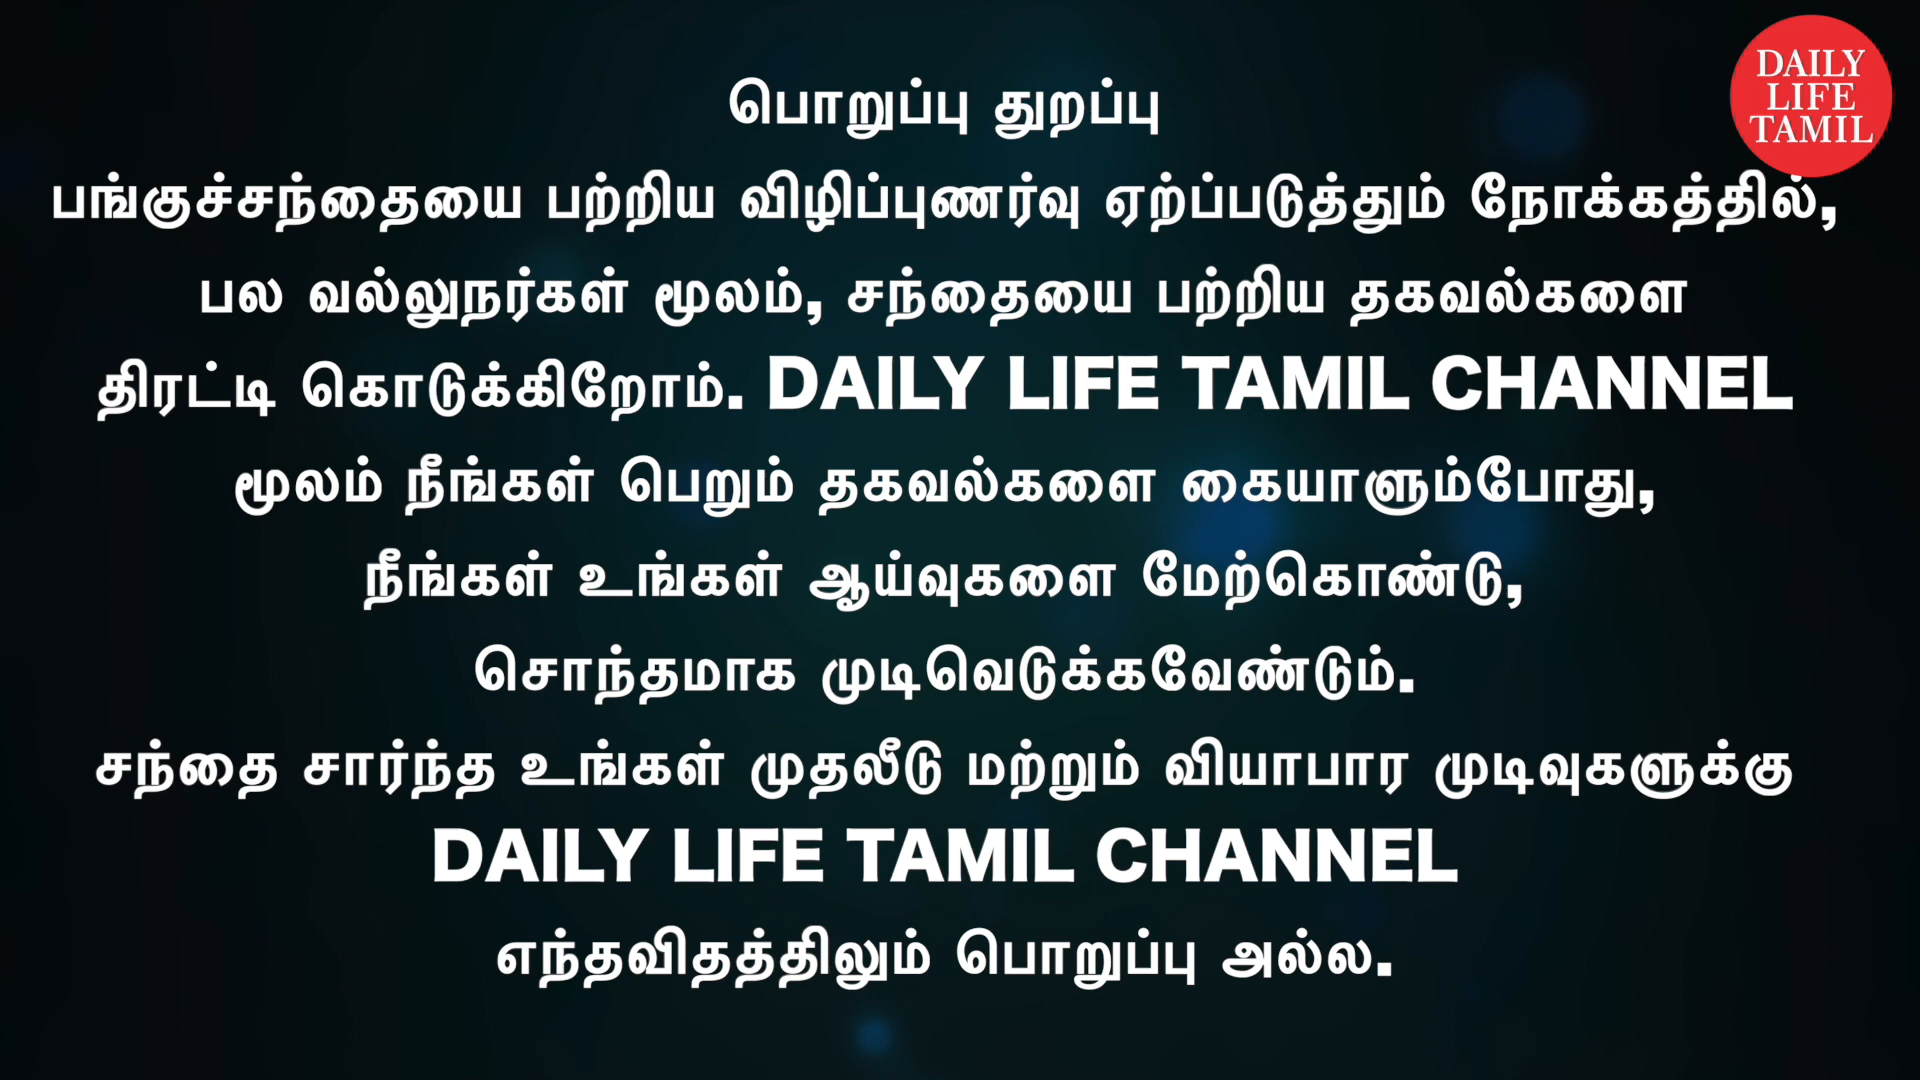 DAILY
LIFE
TAMIL
பொறுப்பு துறப்பு
பங்குச்சந்தையை பற்றிய விழிப்புணர்வு ஏற்ப்படுத்தும் நோக்கத்தில்,
பல வல்லுநர்கள் மூலம், சந்தையை பற்றிய தகவல்களை
திரட்டி கொடுக்கிறோம். DAILY LIFE TAMIL CHANNEL
மூலம் நீங்கள் பெறும் தகவல்களை கையாளும்போது,
நீங்கள் உங்கள் ஆய்வுகளை மேற்கொண்டு,
சொந்தமாக முடிவெடுக்கவேண்டும்.
சந்தை சார்ந்த உங்கள் முதலீடு மற்றும் வியாபார முடிவுகளுக்கு
DAILY LIFE TAMIL CHANNEL
எந்தவிதத்திலும் பொறுப்பு அல்ல.